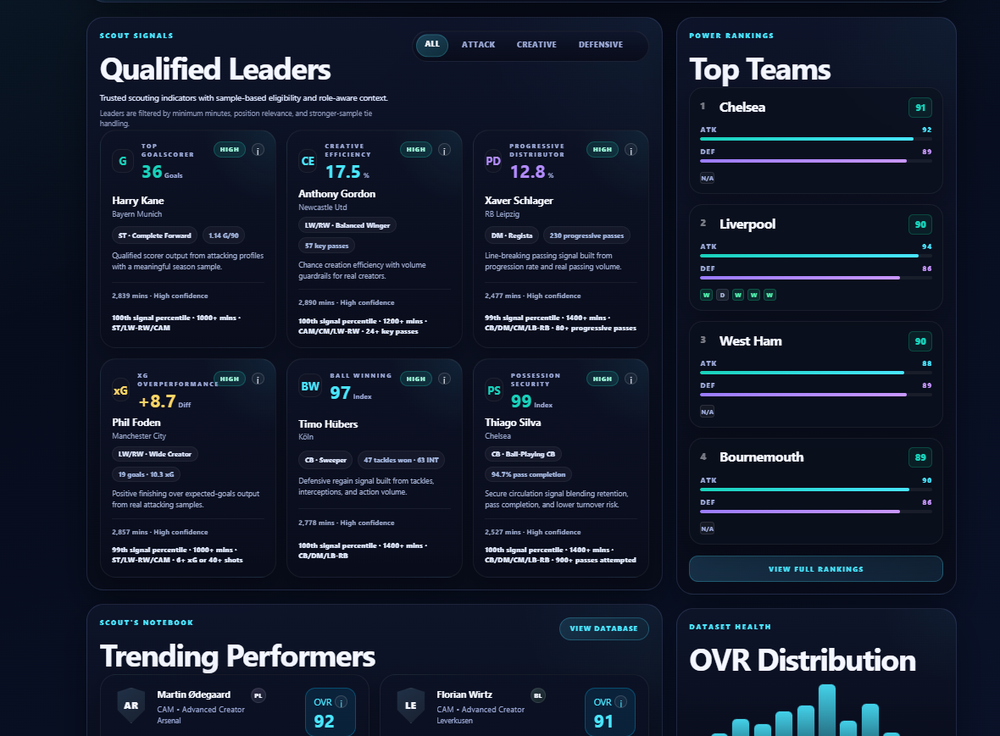 SCOUT SIGNALS
Qualified Leaders
ALL ATTACK CREATIVE DEFENSIVE
Trusted scouting indicators with sample-based eligibility and role-aware context.
Leaders are filtered by minimum minutes, position relevance, and stronger-sample tie
handling.
G
TOP
GOALSCORER
36 Goals
HIGH i
Harry Kane
Bayern Munich
ST • Complete Forward 1.14 G/90
Qualified scorer output from attacking profiles
with a meaningful season sample.
2,839 mins · High confidence
100th signal percentile • 1000+ mins •
ST/LW-RW/CAM
CE
CREATIVE
EFFICIENCY
17.5 %
HIGH i
Anthony Gordon
Newcastle Utd
LW/RW • Balanced Winger
57 key passes
Chance creation efficiency with volume
guardrails for real creators.
2,890 mins · High confidence
100th signal percentile • 1200+ mins •
CAM/CM/LW-RW • 24+ key passes
PD
PROGRESSIVE
DISTRIBUTOR
12.8 %
HIGH i
Xaver Schlager
RB Leipzig
DM • Regista 230 progressive passes
Line-breaking passing signal built from
progression rate and real passing volume.
2,477 mins · High confidence
99th signal percentile • 1400+ mins •
CB/DM/CM/LB-RB • 80+ progressive passes
xG
XG
OVERPERFORMANCE
+8.7 Diff
HIGH i
Phil Foden
Manchester City
LW/RW • Wide Creator
19 goals · 10.3 xG
Positive finishing over expected-goals output
from real attacking samples.
2,857 mins · High confidence
99th signal percentile • 1000+ mins •
ST/LW-RW/CAM • 6+ xG or 40+ shots
BW
BALL WINNING
97 Index
HIGH i
Timo Hübers
Köln
CB • Sweeper 47 tackles won · 63 INT
Defensive regain signal built from tackles,
interceptions, and action volume.
2,778 mins · High confidence
100th signal percentile • 1400+ mins •
CB/DM/LB-RB
PS
POSSESSION
SECURITY
99 Index
HIGH i
Thiago Silva
Chelsea
CB • Ball-Playing CB
94.7% pass completion
Secure circulation signal blending retention,
pass completion, and lower turnover risk.
2,527 mins · High confidence
100th signal percentile • 1400+ mins •
CB/DM/CM/LB-RB • 900+ passes attempted
POWER RANKINGS
Top Teams
1 Chelsea 91
ATK 92
DEF 89
N/A
2 Liverpool 90
ATK 94
DEF 86
W D W W W
3 West Ham 90
ATK 88
DEF 89
N/A
4 Bournemouth 89
ATK 90
DEF 86
N/A
VIEW FULL RANKINGS
SCOUT'S NOTEBOOK
Trending Performers
VIEW DATABASE
AR
Martin Ødegaard PL
CAM • Advanced Creator
Arsenal
OVR i
92
LE
Florian Wirtz BL
CAM • Advanced Creator
Leverkusen
OVR i
91
DATASET HEALTH
OVR Distribution